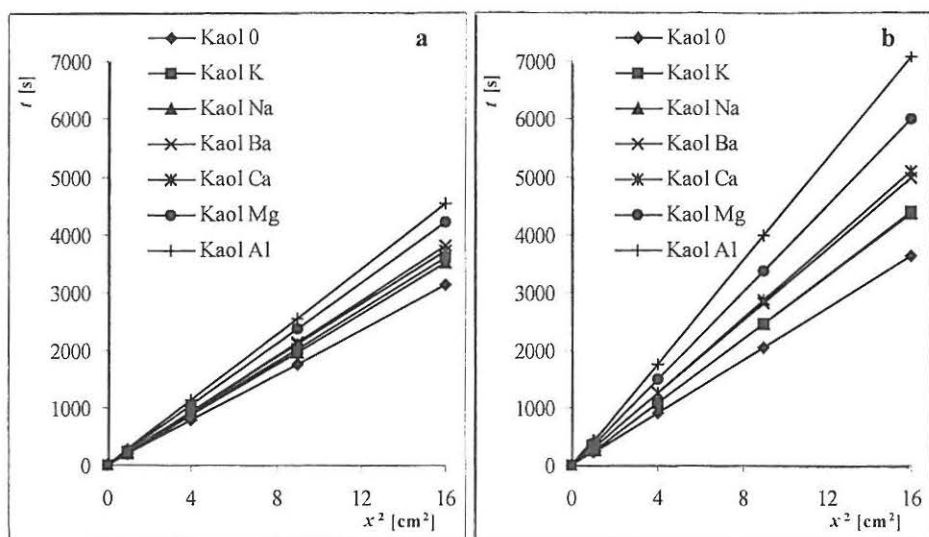 a
Kaol 0
Kaol K
Kaol Na
Kaol Ba
Kaol Ca
Kaol Mg
Kaol Al
t [s]
7000
6000
5000
4000
3000
2000
1000
0
0 4 8 12 16
x² [cm²]
b
Kaol 0
Kaol K
Kaol Na
Kaol Ba
Kaol Ca
Kaol Mg
Kaol Al
t [s]
7000
6000
5000
4000
3000
2000
1000
0
0 4 8 12 16
x² [cm²]